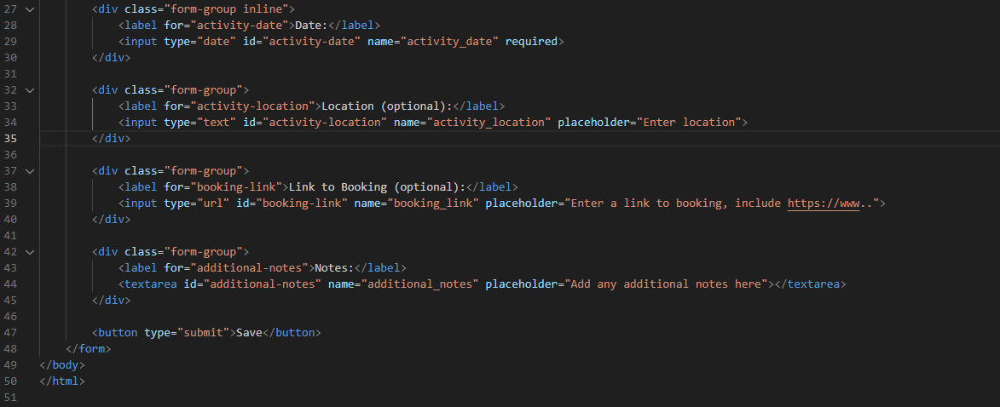 27 <div class="form-group inline">
28 <label for="activity-date">Date:</label>
29 <input type="date" id="activity-date" name="activity_date" required>
30 </div>
31
32 <div class="form-group">
33 <label for="activity-location">Location (optional):</label>
34 <input type="text" id="activity-location" name="activity_location" placeholder="Enter location">
35 </div>
36
37 <div class="form-group">
38 <label for="booking-link">Link to Booking (optional):</label>
39 <input type="url" id="booking-link" name="booking_link" placeholder="Enter a link to booking, include https://www..">
40 </div>
41
42 <div class="form-group">
43 <label for="additional-notes">Notes:</label>
44 <textarea id="additional-notes" name="additional_notes" placeholder="Add any additional notes here"></textarea>
45 </div>
46
47 <button type="submit">Save</button>
48 </form>
49 </body>
50 </html>
51